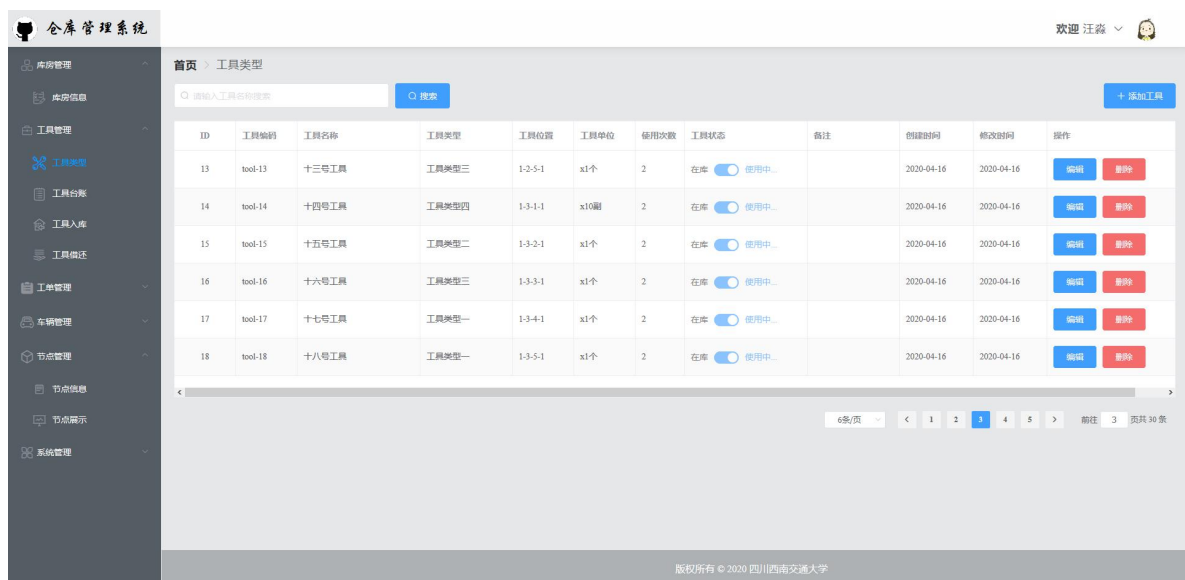 仓库管理系统
欢迎 汪淼
库房管理
库房信息
工具管理
工具类型
工具台账
工具入库
工具借还
工单管理
车辆管理
节点管理
节点信息
节点展示
系统管理
首页 > 工具类型
请输入工具名称搜索 搜索 + 添加工具
ID 工具编码 工具名称 工具类型 工具位置 工具单位 使用次数 工具状态 备注 创建时间 修改时间 操作
13 tool-13 十三号工具 工具类型三 1-2-5-1 x1个 2 在库 使用中... 2020-04-16 2020-04-16 编辑 删除
14 tool-14 十四号工具 工具类型四 1-3-1-1 x10副 2 在库 使用中... 2020-04-16 2020-04-16 编辑 删除
15 tool-15 十五号工具 工具类型二 1-3-2-1 x1个 2 在库 使用中... 2020-04-16 2020-04-16 编辑 删除
16 tool-16 十六号工具 工具类型三 1-3-3-1 x1个 2 在库 使用中... 2020-04-16 2020-04-16 编辑 删除
17 tool-17 十七号工具 工具类型一 1-3-4-1 x1个 2 在库 使用中... 2020-04-16 2020-04-16 编辑 删除
18 tool-18 十八号工具 工具类型一 1-3-5-1 x1个 2 在库 使用中... 2020-04-16 2020-04-16 编辑 删除
6条/页 < 1 2 3 4 5 > 前往 3 页共 30 条
版权所有 © 2020 四川西南交通大学